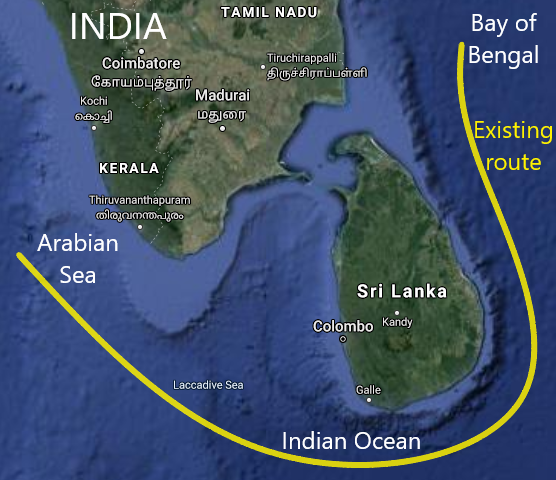 TAMIL NADU
INDIA
Bay of
Bengal
Coimbatore
கோயம்புத்தூர்
Tiruchirappalli
திருச்சிராப்பள்ளி
Kochi
കൊച്ചി
Madurai
மதுரை
Existing
route
KERALA
Thiruvananthapuram
തിരുവനന്തപുരം
Arabian
Sea
Sri Lanka
Colombo
Kandy
Laccadive Sea
Galle
Indian Ocean